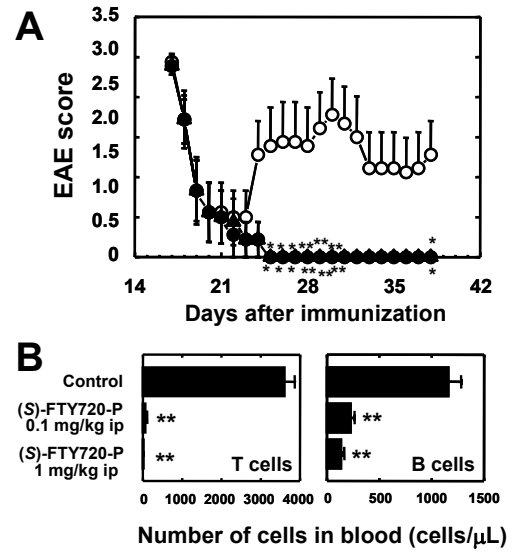 A
3.5
3.0
2.5
2.0
1.5
1.0
0.5
0
EAE score
* * * ** ** ** *
* * * ** ** ** *
14 21 28 35 42
Days after immunization
B
Control
(S)-FTY720-P
0.1 mg/kg ip
**
(S)-FTY720-P
1 mg/kg ip
**
T cells
0 1000 2000 3000 4000
**
**
B cells
0 500 1000 1500
Number of cells in blood (cells/μL)